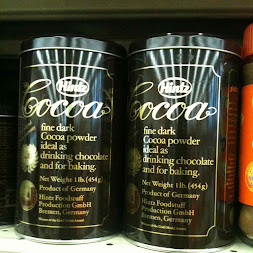 Hintz
Cocoa
fine dark
Cocoa powder
ideal as
drinking chocolate
and for baking.
Net Weight 1 lb. (454 g)
Product of Germany
Hintz Foodstuff
Production GmbH
Bremen, Germany
Hintz
Cocoa
fine dark
Cocoa powder
ideal as
drinking chocolate
and for baking.
Net Weight 1 lb. (454 g)
Product of Germany
Hintz Foodstuff
Production GmbH
Bremen, Germany